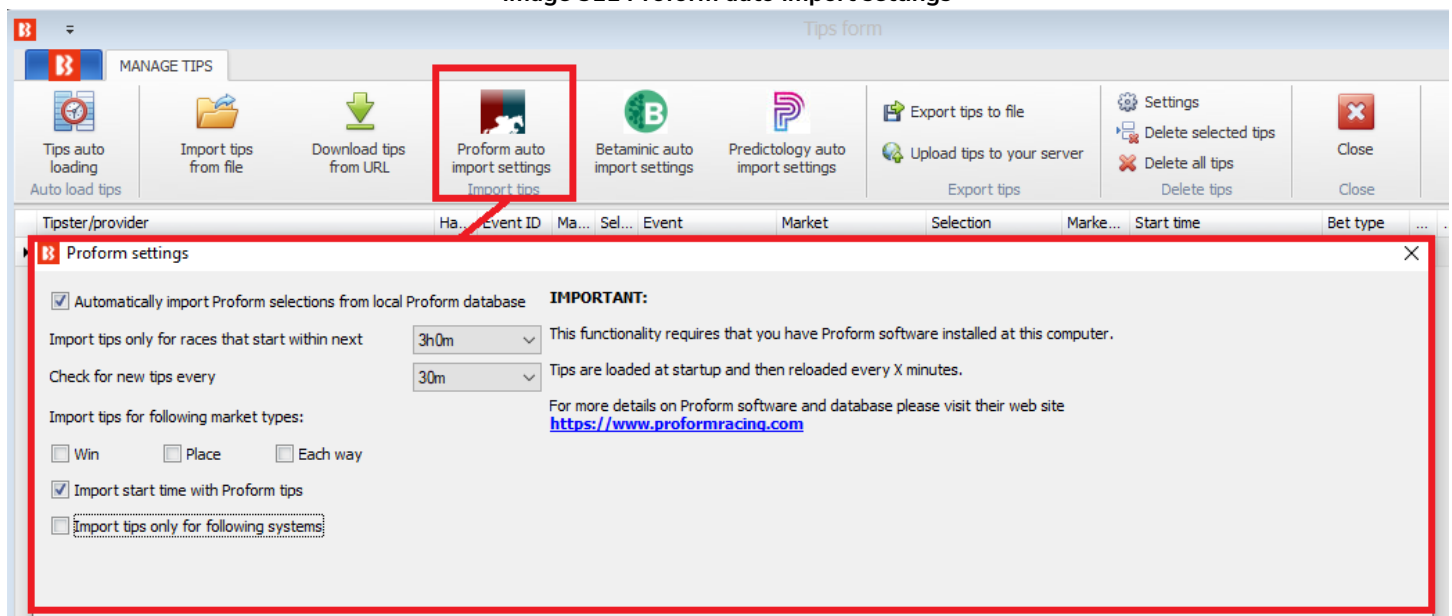 Tips form
MANAGE TIPS
Tips auto loading
Import tips from file
Download tips from URL
Proform auto import settings
Betaminic auto import settings
Predictology auto import settings
Export tips to file
Upload tips to your server
Settings
Delete selected tips
Delete all tips
Close
Auto load tips
Import tips
Export tips
Delete tips
Close
Tipster/provider Ha... Event ID Ma... Sel... Event Market Selection Marke... Start time Bet type ...
Proform settings
Automatically import Proform selections from local Proform database
Import tips only for races that start within next 3h0m
Check for new tips every 30m
Import tips for following market types:
Win Place Each way
Import start time with Proform tips
Import tips only for following systems
IMPORTANT:
This functionality requires that you have Proform software installed at this computer.
Tips are loaded at startup and then reloaded every X minutes.
For more details on Proform software and database please visit their web site
https://www.proformracing.com